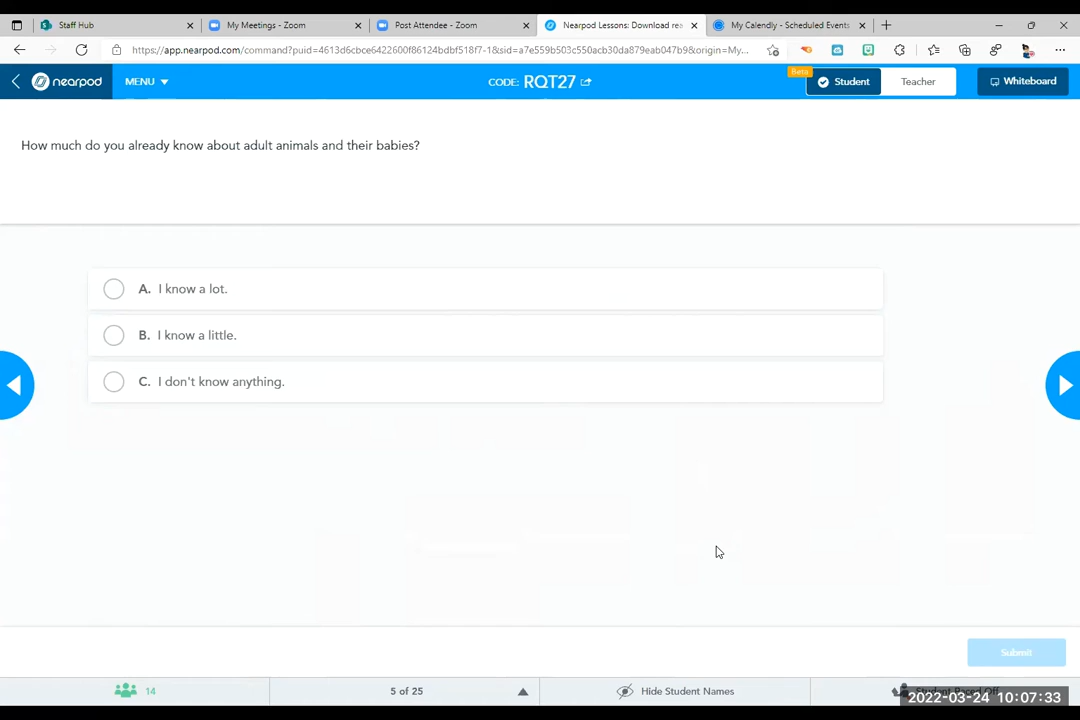 Staff Hub
My Meetings - Zoom
Post Attendee - Zoom
Nearpod Lessons: Download rea
My Calendly - Scheduled Events
https://app.nearpod.com/command?puid=4613d6cbce6422600f86124bdbf518f7-1&sid=a7e559b503c550acb30da879eab047b9&origin=My...
nearpod
MENU
CODE: RQT27
Beta
Student
Teacher
Whiteboard
How much do you already know about adult animals and their babies?
A. I know a lot.
B. I know a little.
C. I don't know anything.
Submit
14
5 of 25
Hide Student Names
2022-03-24 10:07:33